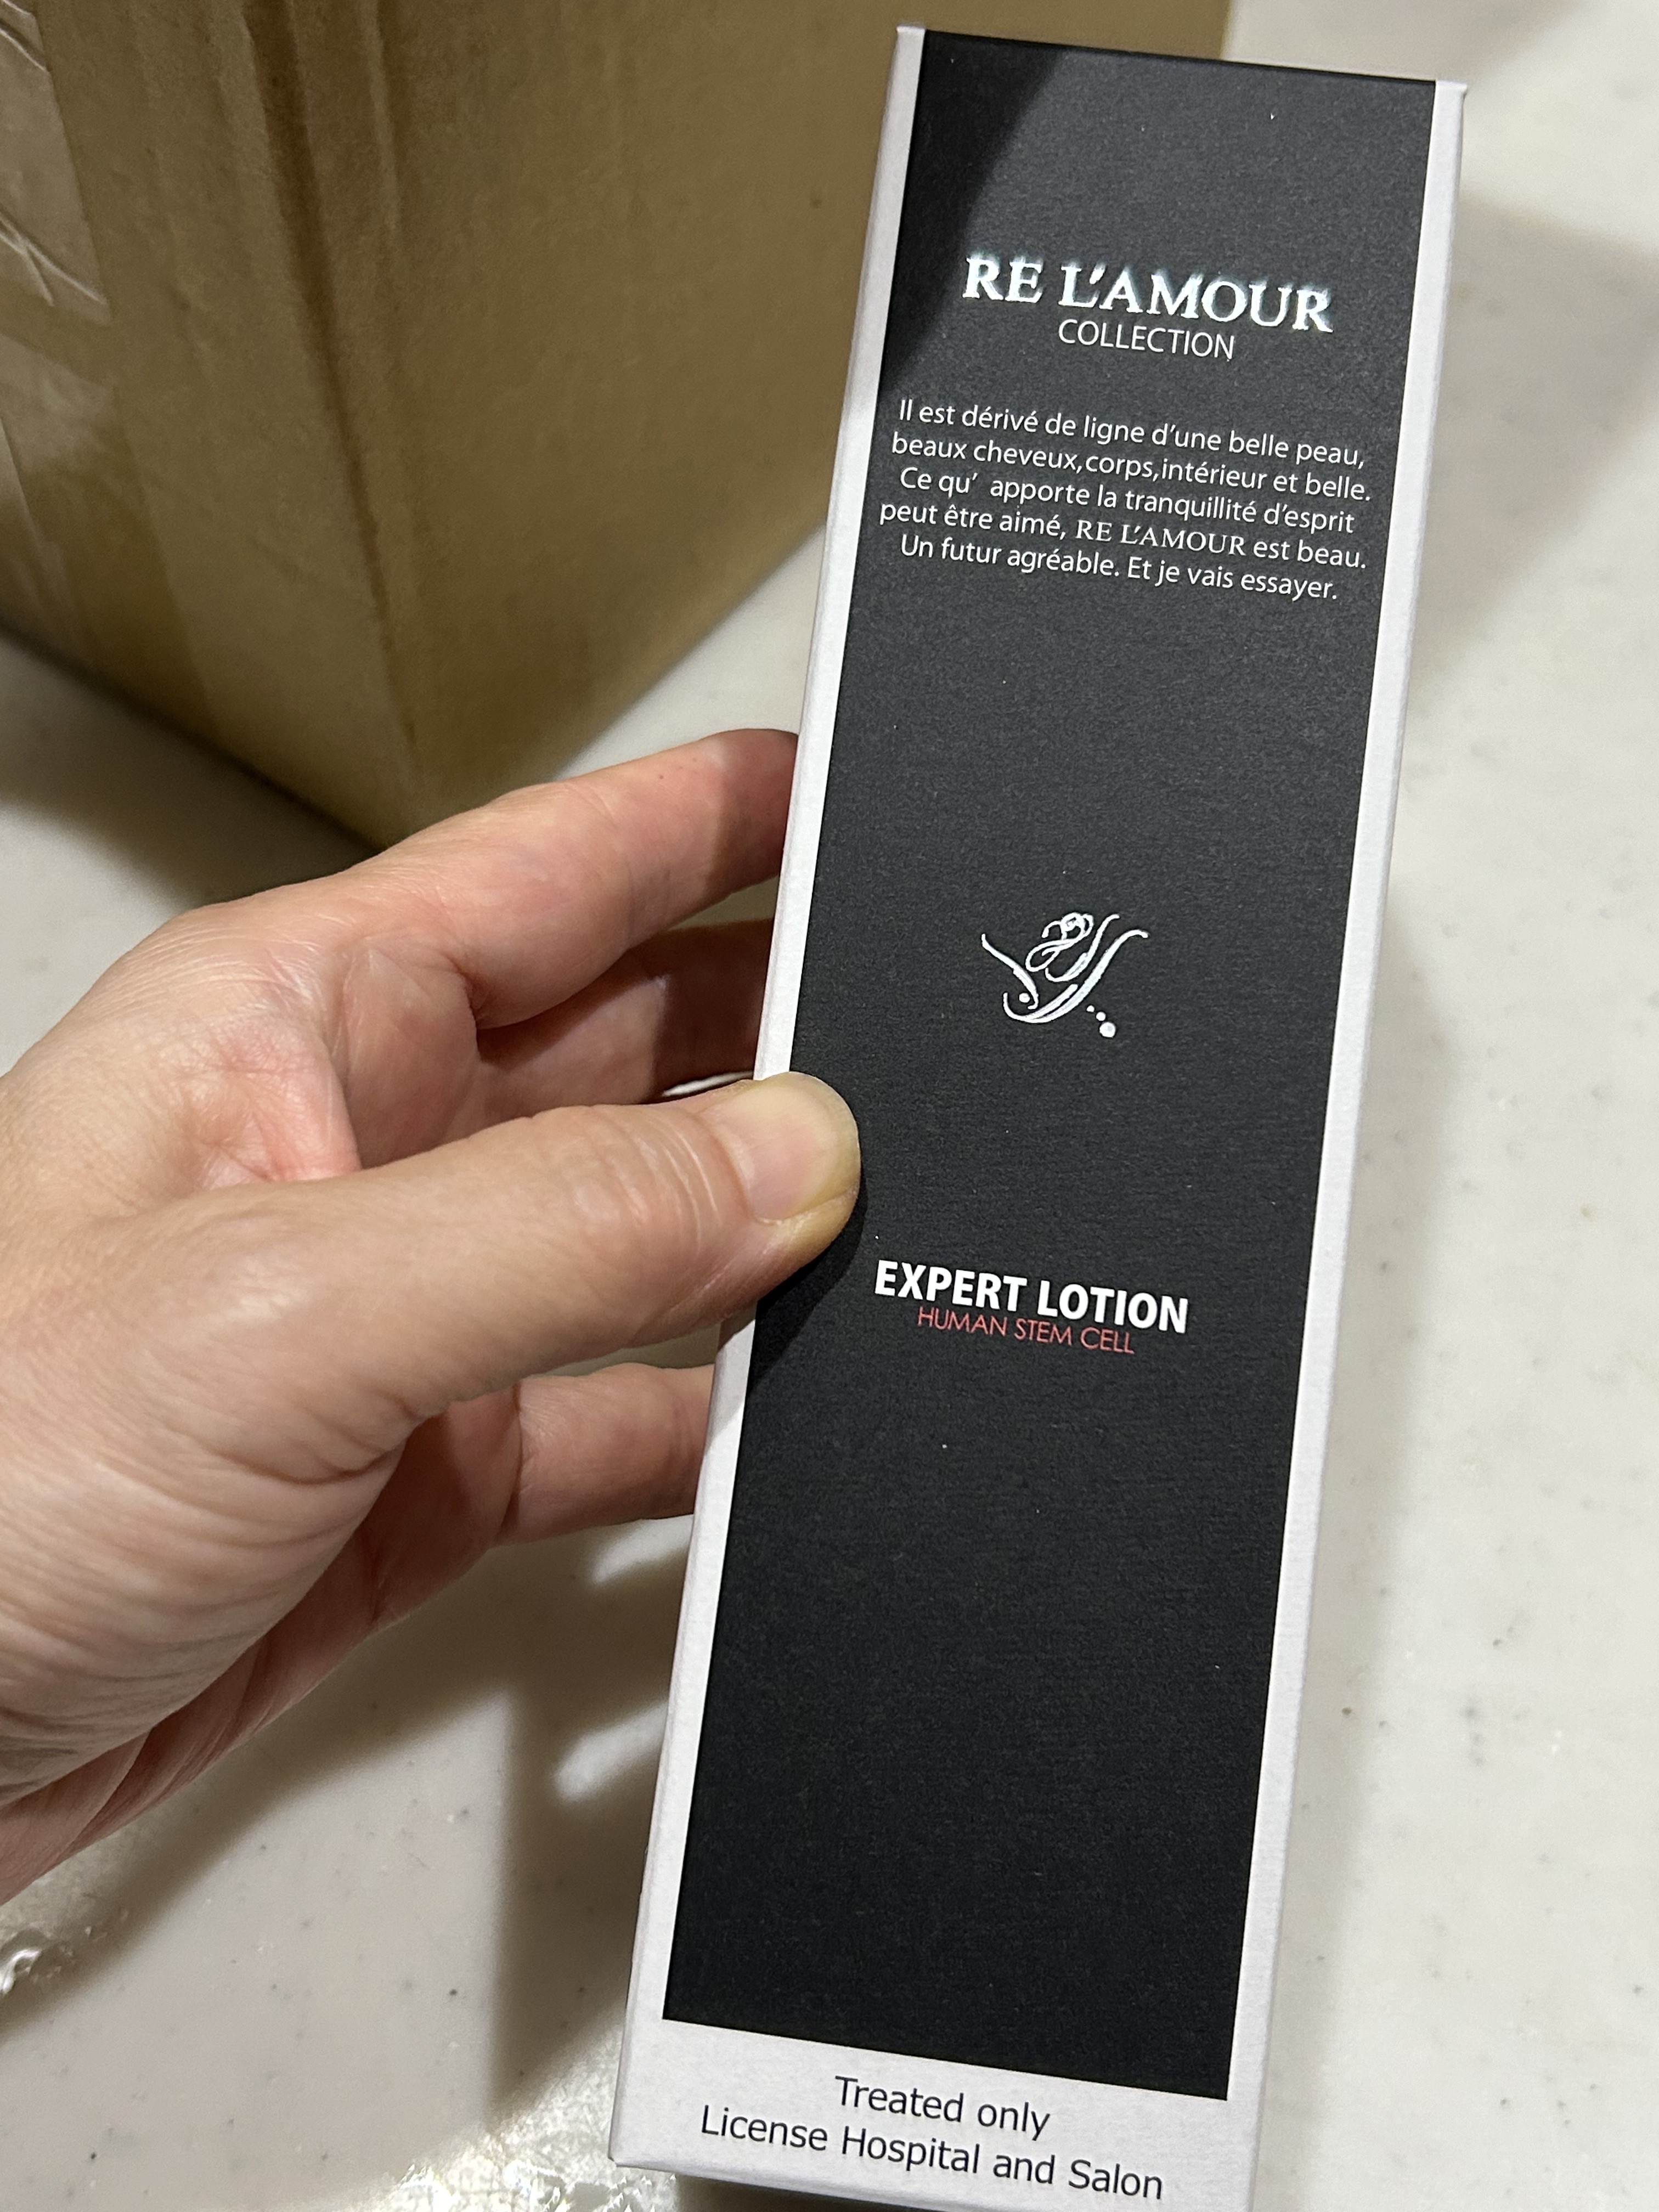 RE L'AMOUR
COLLECTION
Il est dérivé de ligne d'une belle peau,
beaux cheveux,corps,intérieur et belle.
Ce qu' apporte la tranquillité d'esprit
peut être aimé, RE L'AMOUR est beau.
Un futur agréable. Et je vais essayer.
EXPERT LOTION
HUMAN STEM CELL
Treated only
License Hospital and Salon